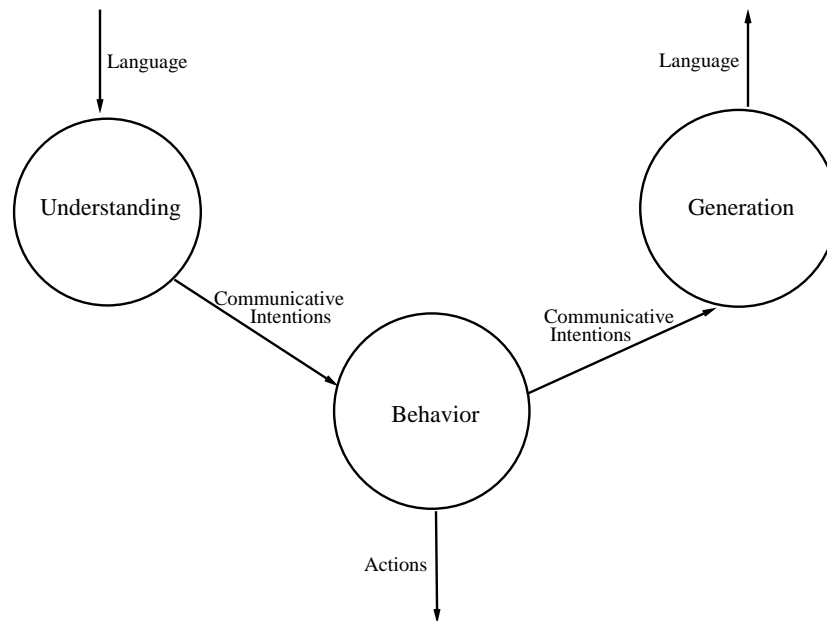 Language
Language
Understanding
Generation
Communicative
Intentions
Communicative
Intentions
Behavior
Actions